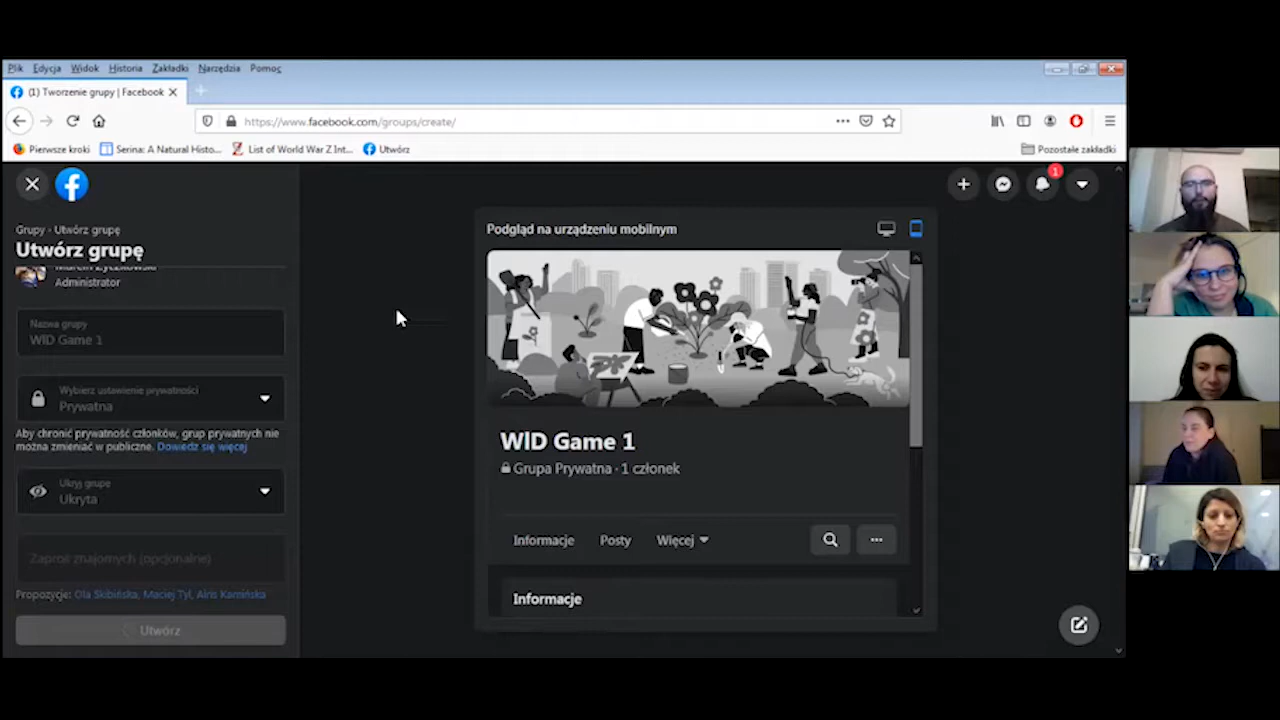 Plik Edycja Widok Historia Zakładki Narzędzia Pomoc
(1) Tworzenie grupy | Facebook
https://www.facebook.com/groups/create/
Pierwsze kroki Serina: A Natural Histo... List of World War Z Int... Utwórz Pozostałe zakładki
1
Grupy · Utwórz grupę
Utwórz grupę
Administrator
Nazwa grupy
WlD Game 1
Wybierz ustawienie prywatności
Prywatna
Aby chronić prywatność członków, grup prywatnych nie
można zmieniać w publiczne. Dowiedz się więcej
Ukryj grupę
Ukryta
Zaproś znajomych (opcjonalne)
Propozycje: Ola Skibińska, Maciej Tyl, Airis Kamińska
Utwórz
Podgląd na urządzeniu mobilnym
WlD Game 1
Grupa Prywatna · 1 członek
Informacje Posty Więcej
Informacje